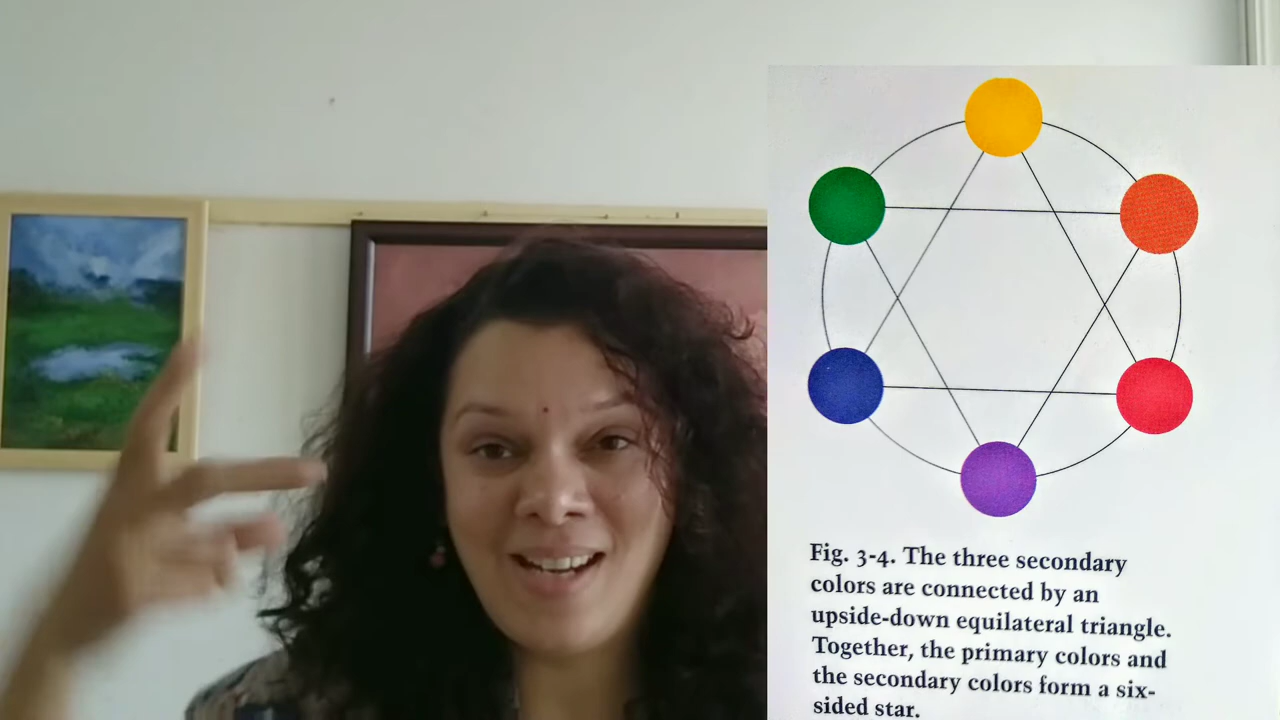 Fig. 3-4. The three secondary
colors are connected by an
upside-down equilateral triangle.
Together, the primary colors and
the secondary colors form a six-
sided star.